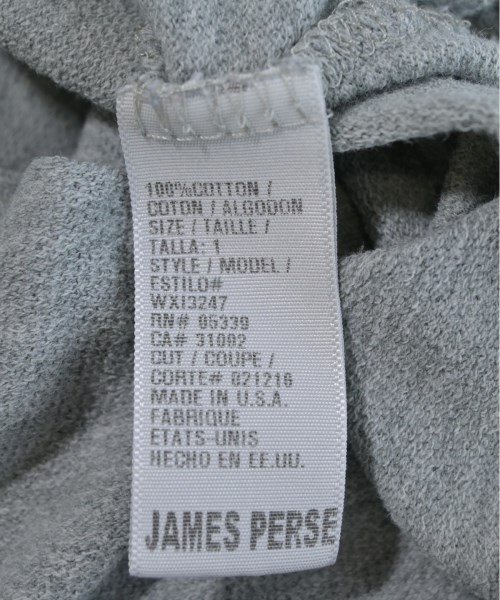 100%COTTON /
COTON / ALGODON
SIZE / TAILLE /
TALLA: 1
STYLE / MODEL /
ESTILO#
WXI3247
RN# 05339
CA# 31002
CUT / COUPE /
CORTE# 021216
MADE IN U.S.A.
FABRIQUE
ETATS-UNIS
HECHO EN EE.UU.
JAMES PERSE